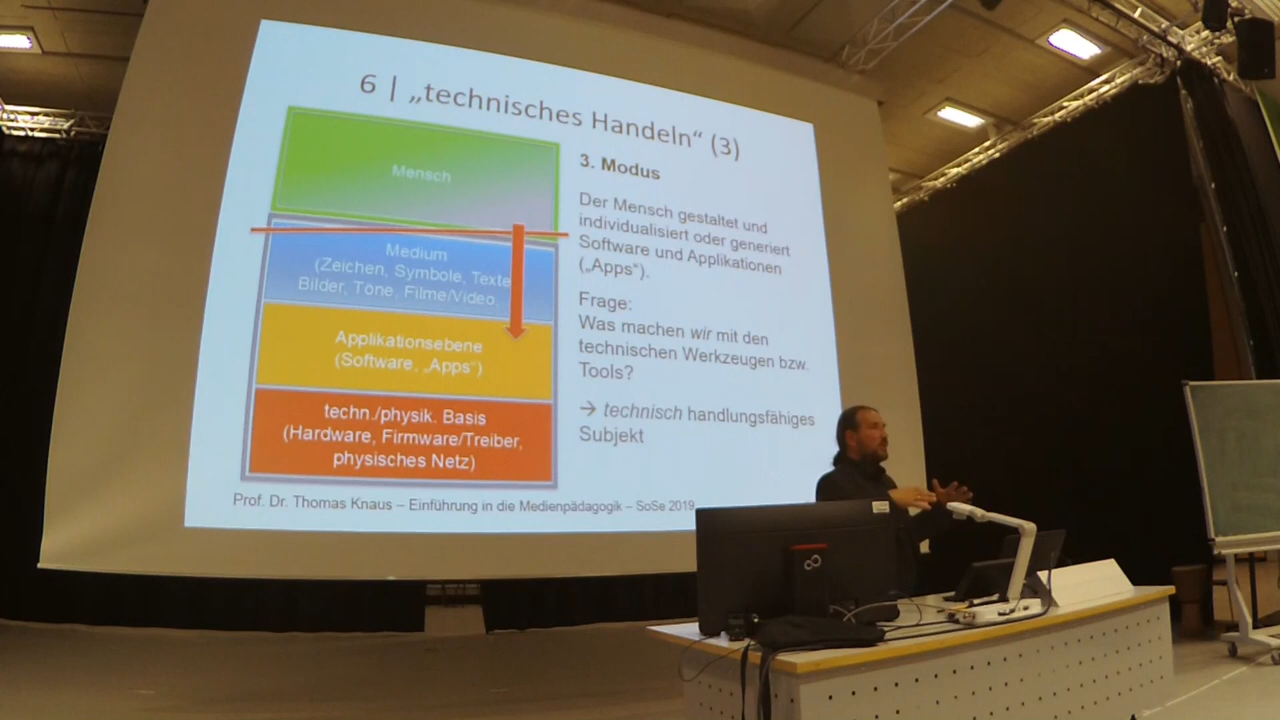 6 | „technisches Handeln“ (3)
Mensch
Medium
(Zeichen, Symbole, Texte
Bilder, Töne, Filme/Video,
Applikationsebene
(Software, „Apps“)
techn./physik. Basis
(Hardware, Firmware/Treiber,
physisches Netz)
3. Modus
Der Mensch gestaltet und
individualisiert oder generiert
Software und Applikationen
(„Apps“).
Frage:
Was machen wir mit den
technischen Werkzeugen bzw.
Tools?
→ technisch handlungsfähiges
Subjekt
Prof. Dr. Thomas Knaus – Einführung in die Medienpädagogik – SoSe 2019